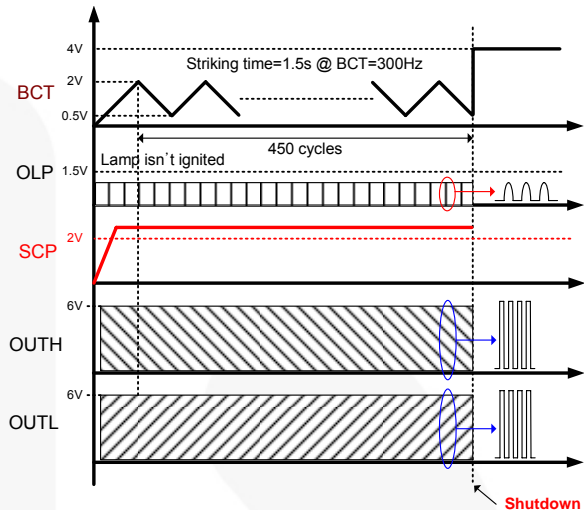 4V
Striking time=1.5s @ BCT=300Hz
2V
BCT
0.5V
450 cycles
Lamp isn`t ignited
OLP
1.5V
2V
SCP
6V
OUTH
6V
OUTL
Shutdown